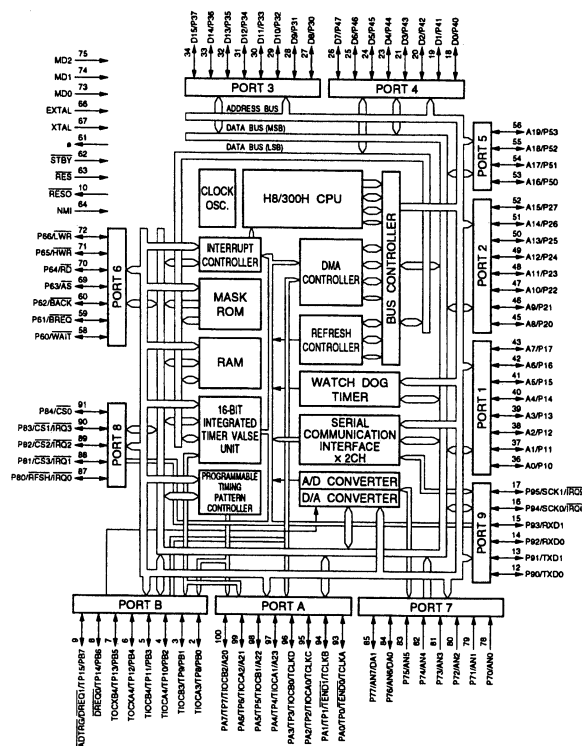 34 D15/P37
33 D14/P36
32 D13/P35
31 D12/P34
30 D11/P33
29 D10/P32
28 D9/P31
27 D8/P30
26 D7/P47
25 D6/P46
24 D5/P45
23 D4/P44
21 D3/P43
20 D2/P42
19 D1/P41
18 D0/P40
PORT 3
PORT 4
MD2 75
MD1 74
MD0 73
EXTAL 66
XTAL 67
ø 61
STBY 62
RES 63
RESO 10
NMI 64
ADDRESS BUS
DATA BUS (MSB)
DATA BUS (LSB)
CLOCK
OSC.
H8/300H CPU
BUS CONTROLLER
INTERRUPT
CONTROLLER
DMA
CONTROLLER
MASK
ROM
REFRESH
CONTROLLER
RAM
WATCH DOG
TIMER
16-BIT
INTEGRATED
TIMER VALUE
UNIT
SERIAL
COMMUNICATION
INTERFACE
× 2CH
PROGRAMMABLE
TIMING
PATTERN
CONTROLLER
A/D CONVERTER
D/A CONVERTER
P66/LWR 72
P65/HWR 71
P64/RD 70
P63/AS 69
P62/BACK 60
P61/BREQ 59
P60/WAIT 58
PORT 6
P84/CS0 91
P83/CS1/IRQ3 90
P82/CS2/IRQ2 89
P81/CS3/IRQ1 88
P80/RFSH/IRQ0 87
PORT 8
PORT 5
56 A19/P53
55 A18/P52
54 A17/P51
53 A16/P50
PORT 2
52 A15/P27
51 A14/P26
50 A13/P25
49 A12/P24
48 A11/P23
47 A10/P22
46 A9/P21
45 A8/P20
PORT 1
43 A7/P17
42 A6/P16
41 A5/P15
40 A4/P14
39 A3/P13
38 A2/P12
37 A1/P11
36 A0/P10
PORT 9
17 P95/SCK1/IRQ5
16 P94/SCK0/IRQ4
15 P93/RXD1
14 P92/RXD0
13 P91/TXD1
12 P90/TXD0
PORT B
PORT A
PORT 7
9 ADTRG/DREQ1/TP15/PB7
8 DREQ0/TP14/PB6
7 TOCXB4/TP13/PB5
6 TOCXA4/TP12/PB4
5 TIOCB4/TP11/PB3
4 TIOCA4/TP10/PB2
3 TIOCB3/TP9/PB1
2 TIOCA3/TP8/PB0
100 PA7/TP7/TIOCB2/A20
99 PA6/TP6/TIOCA2/A21
98 PA5/TP5/TIOCB1/A22
97 PA4/TP4/TIOCA1/A23
96 PA3/TP3/TIOCB0/TCLKD
95 PA2/TP2/TIOCA0/TCLKC
94 PA1/TP1/TEND1/TCLKB
93 PA0/TP0/TEND0/TCLKA
85 P77/AN7/DA1
84 P76/AN6/DA0
83 P75/AN5
82 P74/AN4
81 P73/AN3
80 P72/AN2
79 P71/AN1
78 P70/AN0